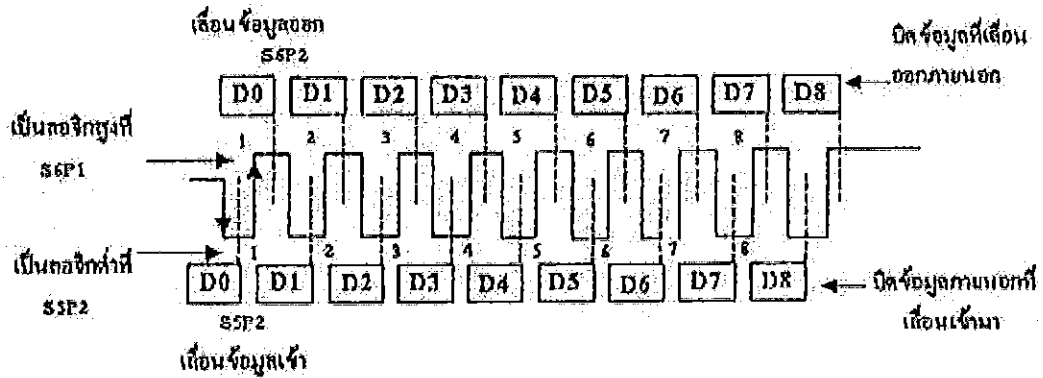 เลื่อนข้อมูลออก
S6P2
บิตข้อมูลที่เลื่อน
ออกภายนอก
D0 D1 D2 D3 D4 D5 D6 D7 D8
1 2 3 4 5 6 7 8
เป็นลอจิกสูงที่
S6P1
1 2 3 4 5 6 7 8
เป็นลอจิกต่ำที่
S5P2
D0 D1 D2 D3 D4 D5 D6 D7 D8
บิตข้อมูลภายนอกที่
เลื่อนเข้ามา
S5P2
เลื่อนข้อมูลเข้า